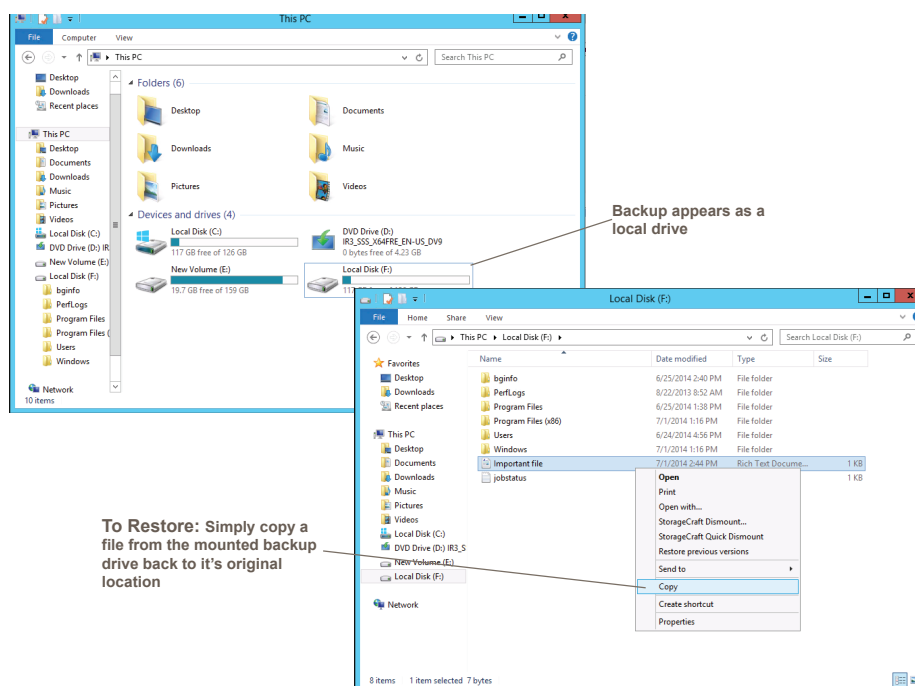 This PC
File Computer View
This PC
Search This PC
Desktop
Downloads
Recent places
This PC
Desktop
Documents
Downloads
Music
Pictures
Videos
Local Disk (C:)
DVD Drive (D:) IR
New Volume (E:)
Local Disk (F:)
bginfo
PerfLogs
Program Files
Program Files (
Users
Windows
Network
10 items
Folders (6)
Desktop
Documents
Downloads
Music
Pictures
Videos
Devices and drives (4)
Local Disk (C:)
117 GB free of 126 GB
DVD Drive (D:)
IR3_SSS_X64FRE_EN-US_DV9
0 bytes free of 4.23 GB
New Volume (E:)
19.7 GB free of 159 GB
Local Disk (F:)
Backup appears as a
local drive
Local Disk (F:)
File Home Share View
This PC Local Disk (F:)
Search Local Disk (F:)
Favorites
Desktop
Downloads
Recent places
This PC
Desktop
Documents
Downloads
Music
Pictures
Videos
Local Disk (C:)
DVD Drive (D:) IR3_S
New Volume (E:)
Local Disk (F:)
Network
Name Date modified Type Size
bginfo 6/25/2014 2:40 PM File folder
PerfLogs 8/22/2013 8:52 AM File folder
Program Files 6/25/2014 1:38 PM File folder
Program Files (x86) 7/1/2014 1:16 PM File folder
Users 6/24/2014 4:56 PM File folder
Windows 7/1/2014 1:16 PM File folder
Important file 7/1/2014 2:44 PM Rich Text Docume... 1 KB
jobstatus 1 KB
Open
Print
Open with...
StorageCraft Dismount...
StorageCraft Quick Dismount
Restore previous versions
Send to
Copy
Create shortcut
Properties
8 items 1 item selected 7 bytes
To Restore: Simply copy a
file from the mounted backup
drive back to it's original
location